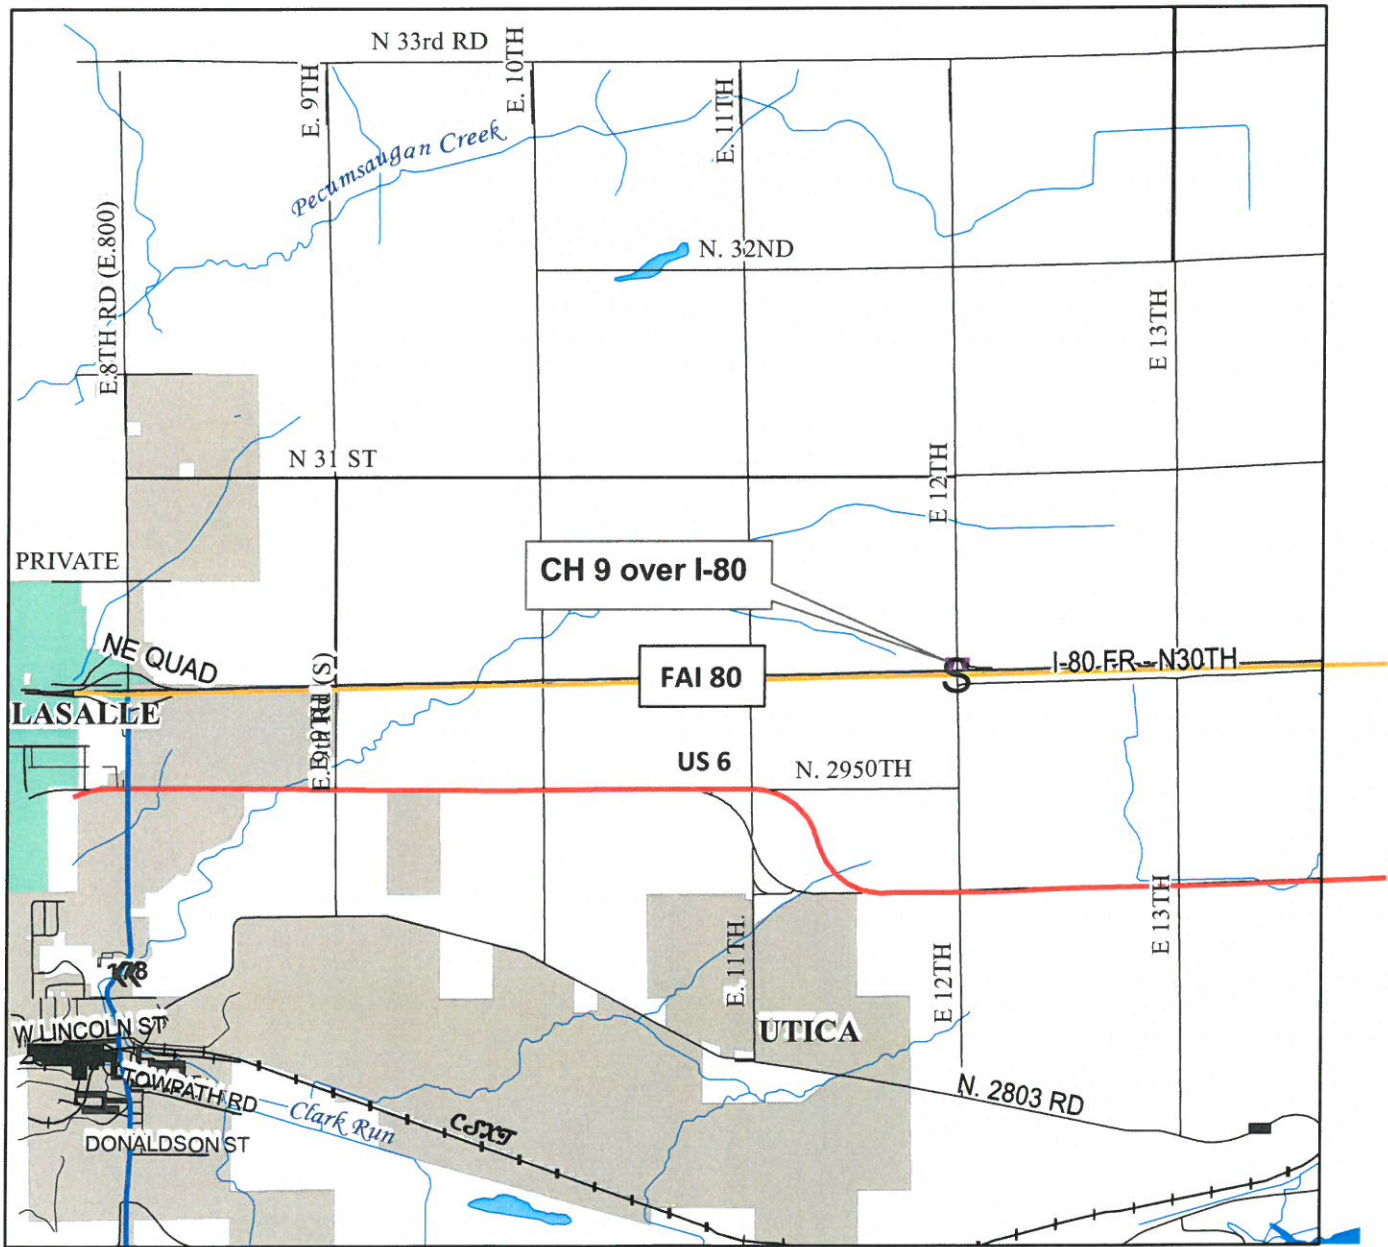 N 33rd RD
E. 9TH
E. 10TH
E. 11TH
Pecumsaugan Creek
E.8TH RD (E.800)
N. 32ND
E 13TH
N 31 ST
E 12TH
PRIVATE
CH 9 over I-80
NE QUAD
FAI 80
S
I-80 FR - N30TH
LASALLE
US 6
N. 2950TH
E 13TH
E. 11TH.
E 12TH
178
W LINCOLN ST
UTICA
TOWPATH RD
N. 2803 RD
Clark Run
CSXT
DONALDSON ST